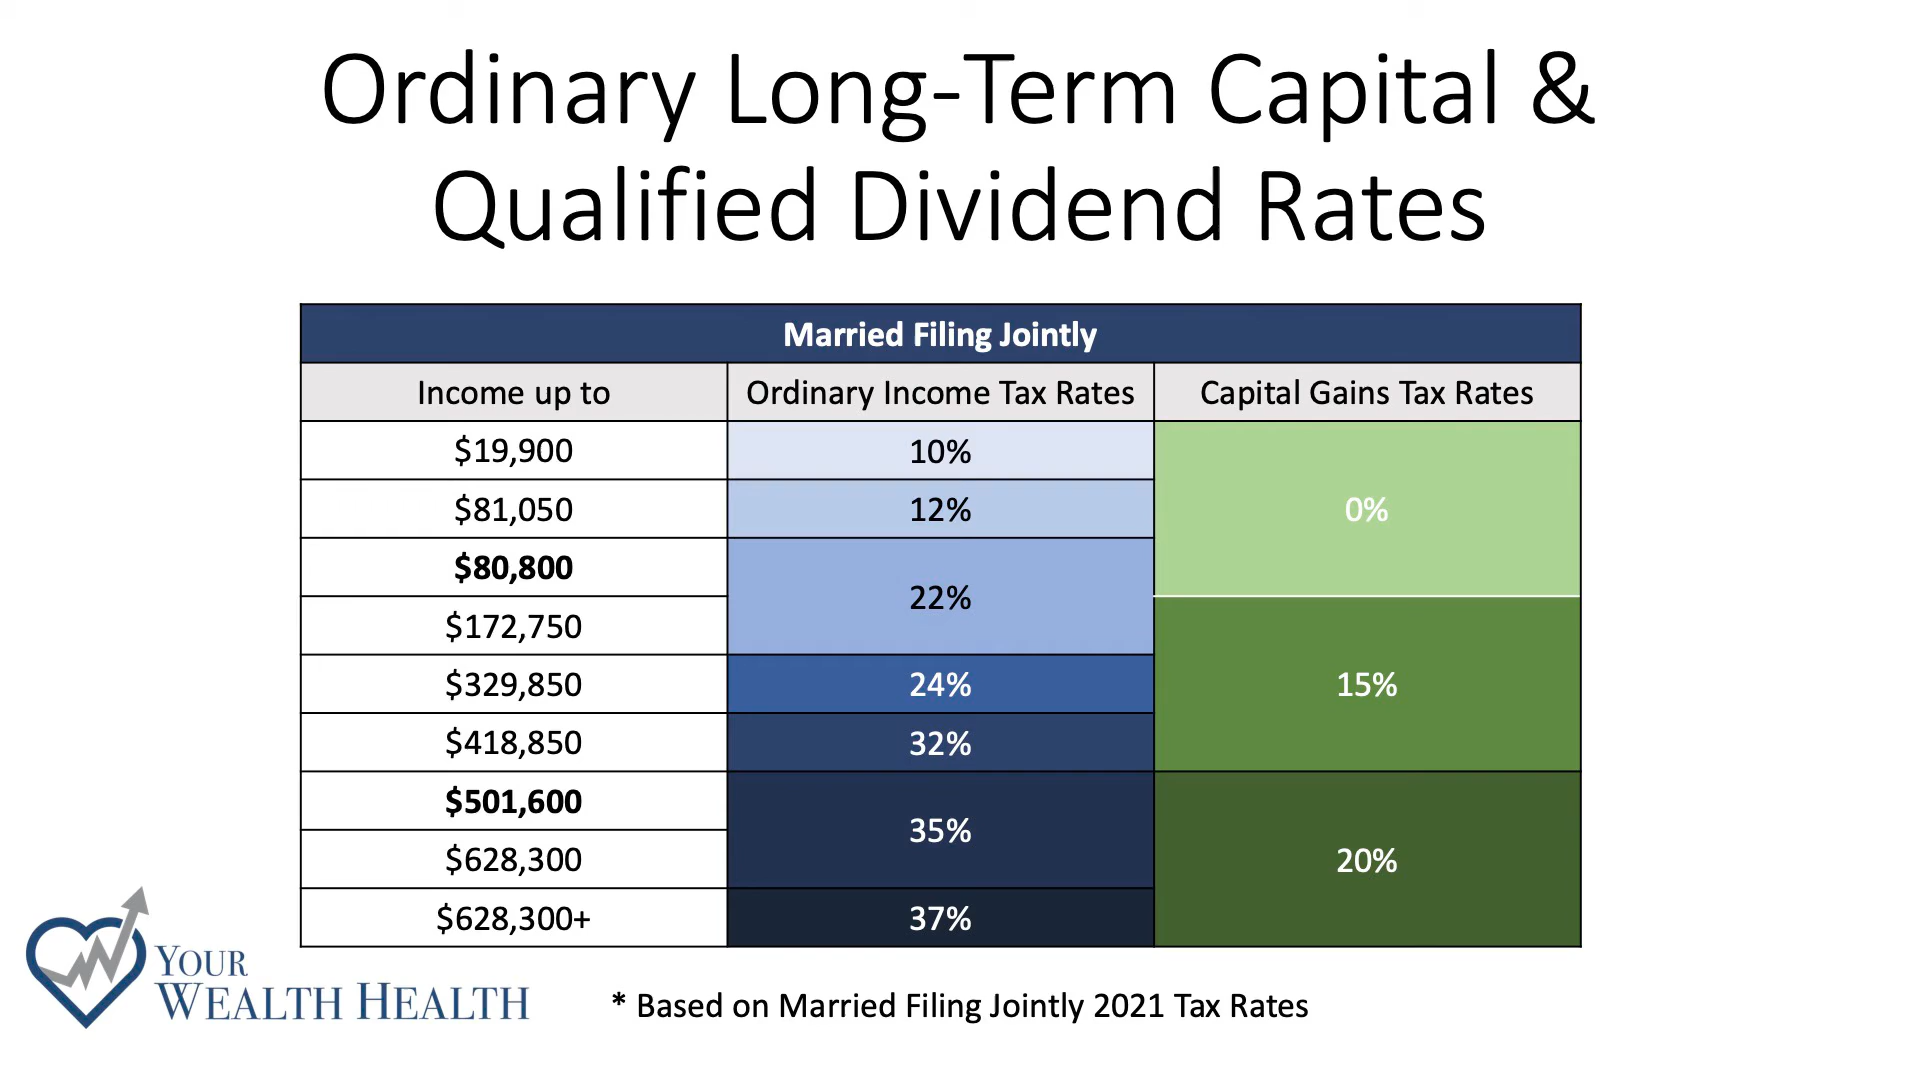 Ordinary Long-Term Capital &
Qualified Dividend Rates
Married Filing Jointly
Income up to Ordinary Income Tax Rates Capital Gains Tax Rates
$19,900 10%
$81,050 12% 0%
$80,800
22%
$172,750
$329,850 24% 15%
$418,850 32%
$501,600
35%
$628,300 20%
$628,300+ 37%
YOUR
WEALTH HEALTH
* Based on Married Filing Jointly 2021 Tax Rates